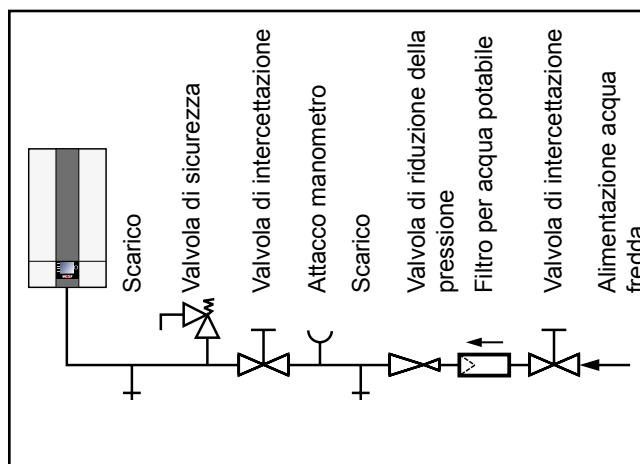 Scarico
Valvola di sicurezza
Valvola di intercettazione
Attacco manometro
Scarico
Valvola di riduzione della
pressione
Filtro per acqua potabile
Valvola di intercettazione
Alimentazione acqua
fredda